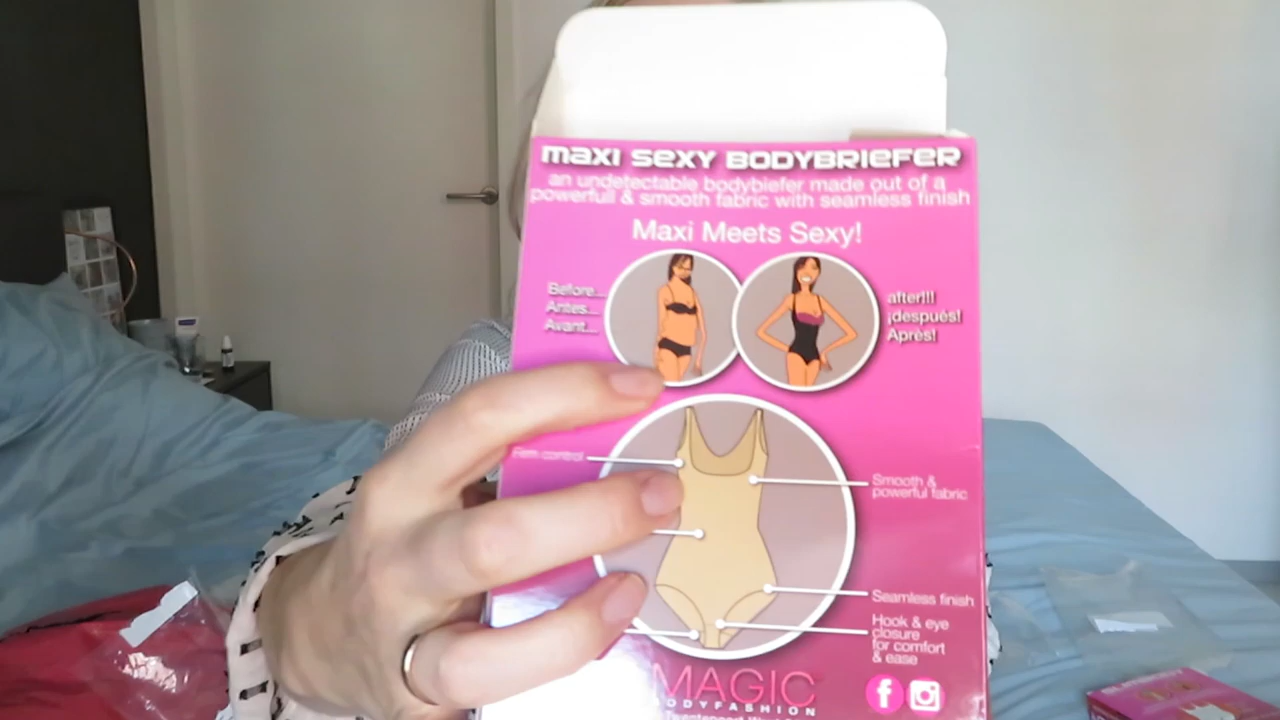 MAXI SEXY BODYBRIEFER
an undetectable bodybiefer made out of a
powerfull & smooth fabric with seamless finish
Maxi Meets Sexy!
Before...
Antes...
Avant...
after!!!
¡después!
Après!
Firm control
Smooth &
powerful fabric
Seamless finish
Hook & eye
closure
for comfort
& ease
MAGIC
BODYFASHION